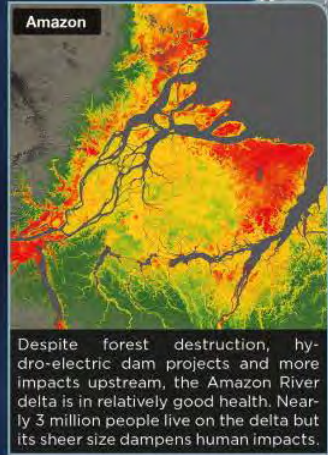 Amazon
Despite forest destruction, hy-
dro-electric dam projects and more
impacts upstream, the Amazon River
delta is in relatively good health. Near-
ly 3 million people live on the delta but
its sheer size dampens human impacts.